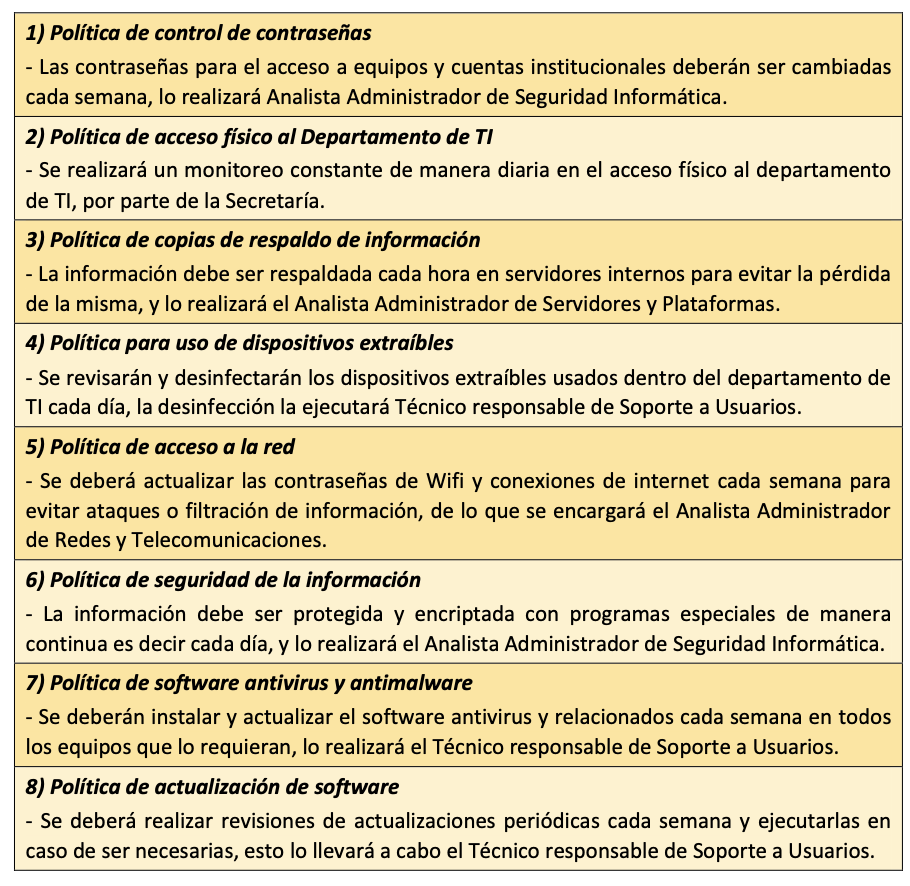 1) Política de control de contraseñas
- Las contraseñas para el acceso a equipos y cuentas institucionales deberán ser cambiadas
cada semana, lo realizará Analista Administrador de Seguridad Informática.
2) Política de acceso físico al Departamento de TI
- Se realizará un monitoreo constante de manera diaria en el acceso físico al departamento
de TI, por parte de la Secretaría.
3) Política de copias de respaldo de información
- La información debe ser respaldada cada hora en servidores internos para evitar la pérdida
de la misma, y lo realizará el Analista Administrador de Servidores y Plataformas.
4) Política para uso de dispositivos extraíbles
- Se revisarán y desinfectarán los dispositivos extraíbles usados dentro del departamento de
TI cada día, la desinfección la ejecutará Técnico responsable de Soporte a Usuarios.
5) Política de acceso a la red
- Se deberá actualizar las contraseñas de Wifi y conexiones de internet cada semana para
evitar ataques o filtración de información, de lo que se encargará el Analista Administrador
de Redes y Telecomunicaciones.
6) Política de seguridad de la información
- La información debe ser protegida y encriptada con programas especiales de manera
continua es decir cada día, y lo realizará el Analista Administrador de Seguridad Informática.
7) Política de software antivirus y antimalware
- Se deberán instalar y actualizar el software antivirus y relacionados cada semana en todos
los equipos que lo requieran, lo realizará el Técnico responsable de Soporte a Usuarios.
8) Política de actualización de software
- Se deberá realizar revisiones de actualizaciones periódicas cada semana y ejecutarlas en
caso de ser necesarias, esto lo llevará a cabo el Técnico responsable de Soporte a Usuarios.